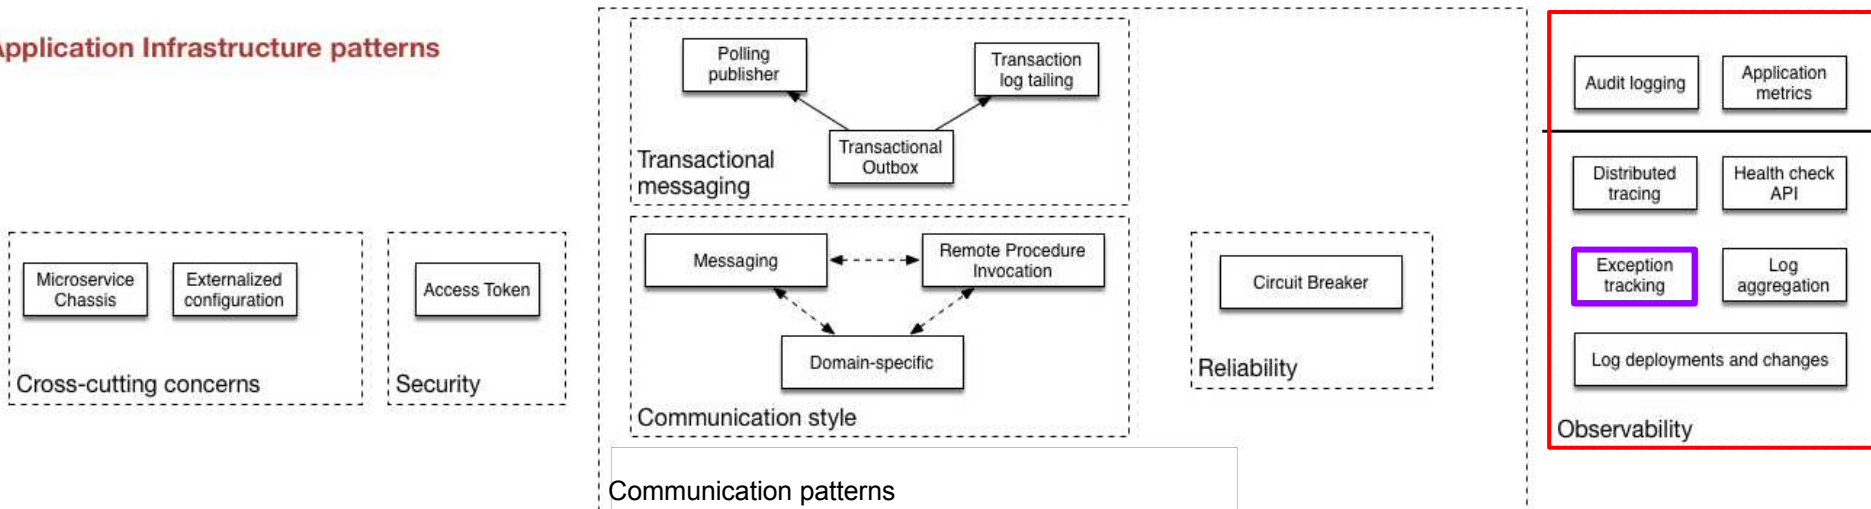 Application Infrastructure patterns
Polling
publisher
Transaction
log tailing
Transactional
Outbox
Transactional
messaging
Audit logging
Application
metrics
Distributed
tracing
Health check
API
Exception
tracking
Log
aggregation
Log deployments and changes
Observability
Microservice
Chassis
Externalized
configuration
Cross-cutting concerns
Access Token
Security
Messaging
Remote Procedure
Invocation
Domain-specific
Communication style
Circuit Breaker
Reliability
Communication patterns